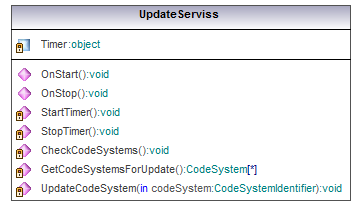 UpdateServiss
Timer:object
OnStart():void
OnStop():void
StartTimer():void
StopTimer():void
CheckCodeSystems():void
GetCodeSystemsForUpdate():CodeSystem[*]
UpdateCodeSystem(in codeSystem:CodeSystemIdentifier):void